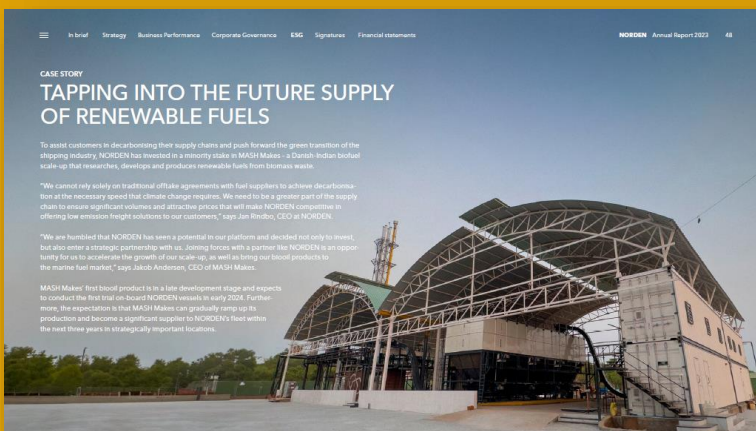 In brief Strategy Business Performance Corporate Governance ESG Signatures Financial statements NORDEN Annual Report 2023 48
CASE STORY
TAPPING INTO THE FUTURE SUPPLY
OF RENEWABLE FUELS
To assist customers in decarbonising their supply chains and push forward the green transition of the
shipping industry, NORDEN has invested in a minority stake in MASH Makes - a Danish-Indian biofuel
scale-up that researches, develops and produces renewable fuels from biomass waste.
"We cannot rely solely on traditional offtake agreements with fuel suppliers to achieve decarbonisa-
tion at the necessary speed that climate change requires. We need to be a greater part of the supply
chain to ensure significant volumes and attractive prices that will make NORDEN competitive in
offering low emission freight solutions to our customers," says Jan Rindbo, CEO at NORDEN.
"We are humbled that NORDEN has seen a potential in our platform and decided not only to invest,
but also enter a strategic partnership with us. Joining forces with a partner like NORDEN is an oppor-
tunity for us to accelerate the growth of our scale-up, as well as bring our biooil products to
the marine fuel market," says Jakob Andersen, CEO of MASH Makes.
MASH Makes' first biooil product is in a late development stage and expects
to conduct the first trial on-board NORDEN vessels in early 2024. Further-
more, the expectation is that MASH Makes can gradually ramp up its
production and become a significant supplier to NORDEN's fleet within
the next three years in strategically important locations.